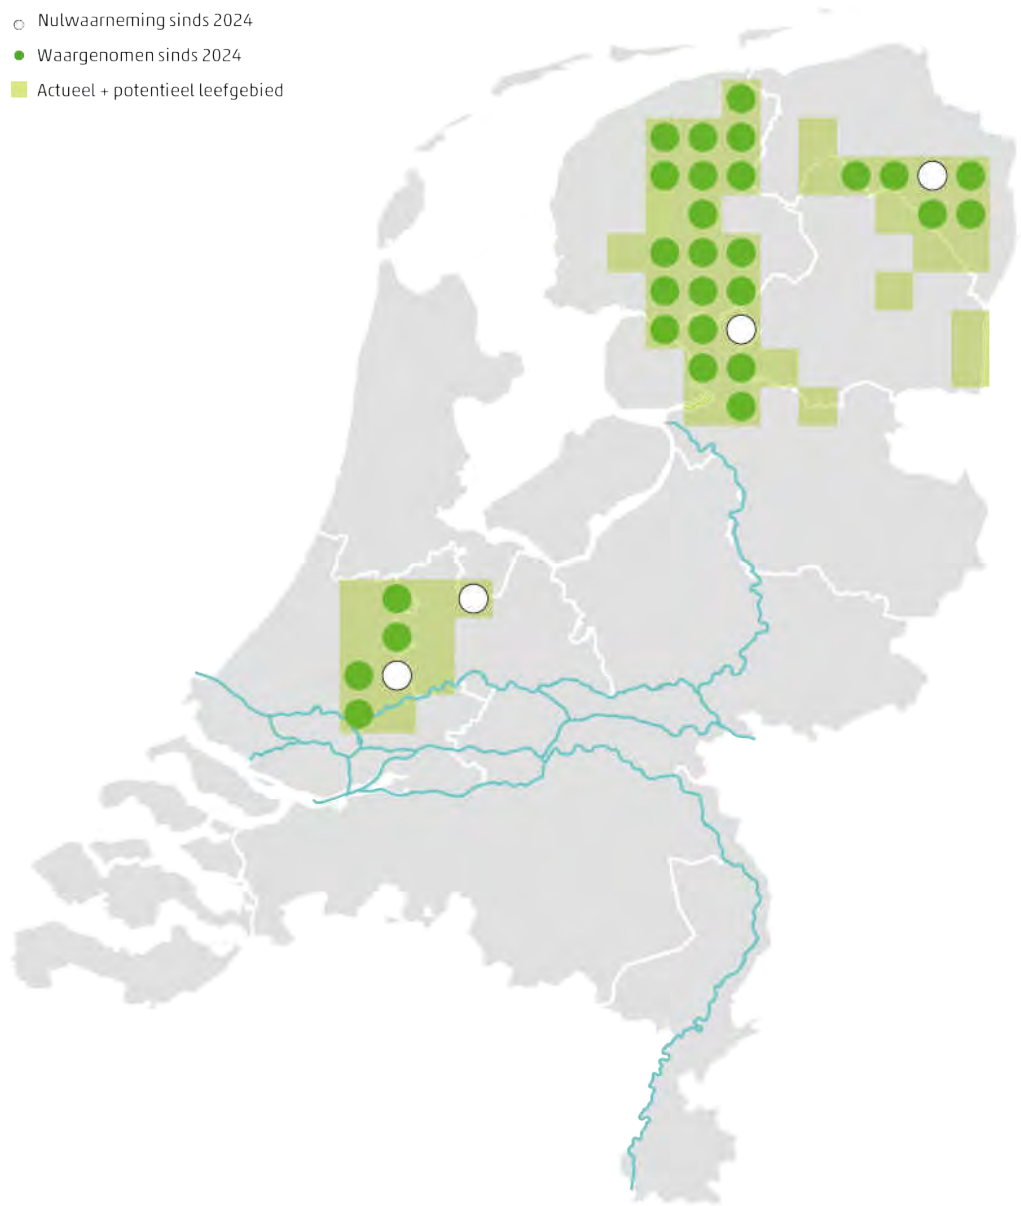 Nulwaarneming sinds 2024
Waargenomen sinds 2024
Actueel + potentieel leefgebied